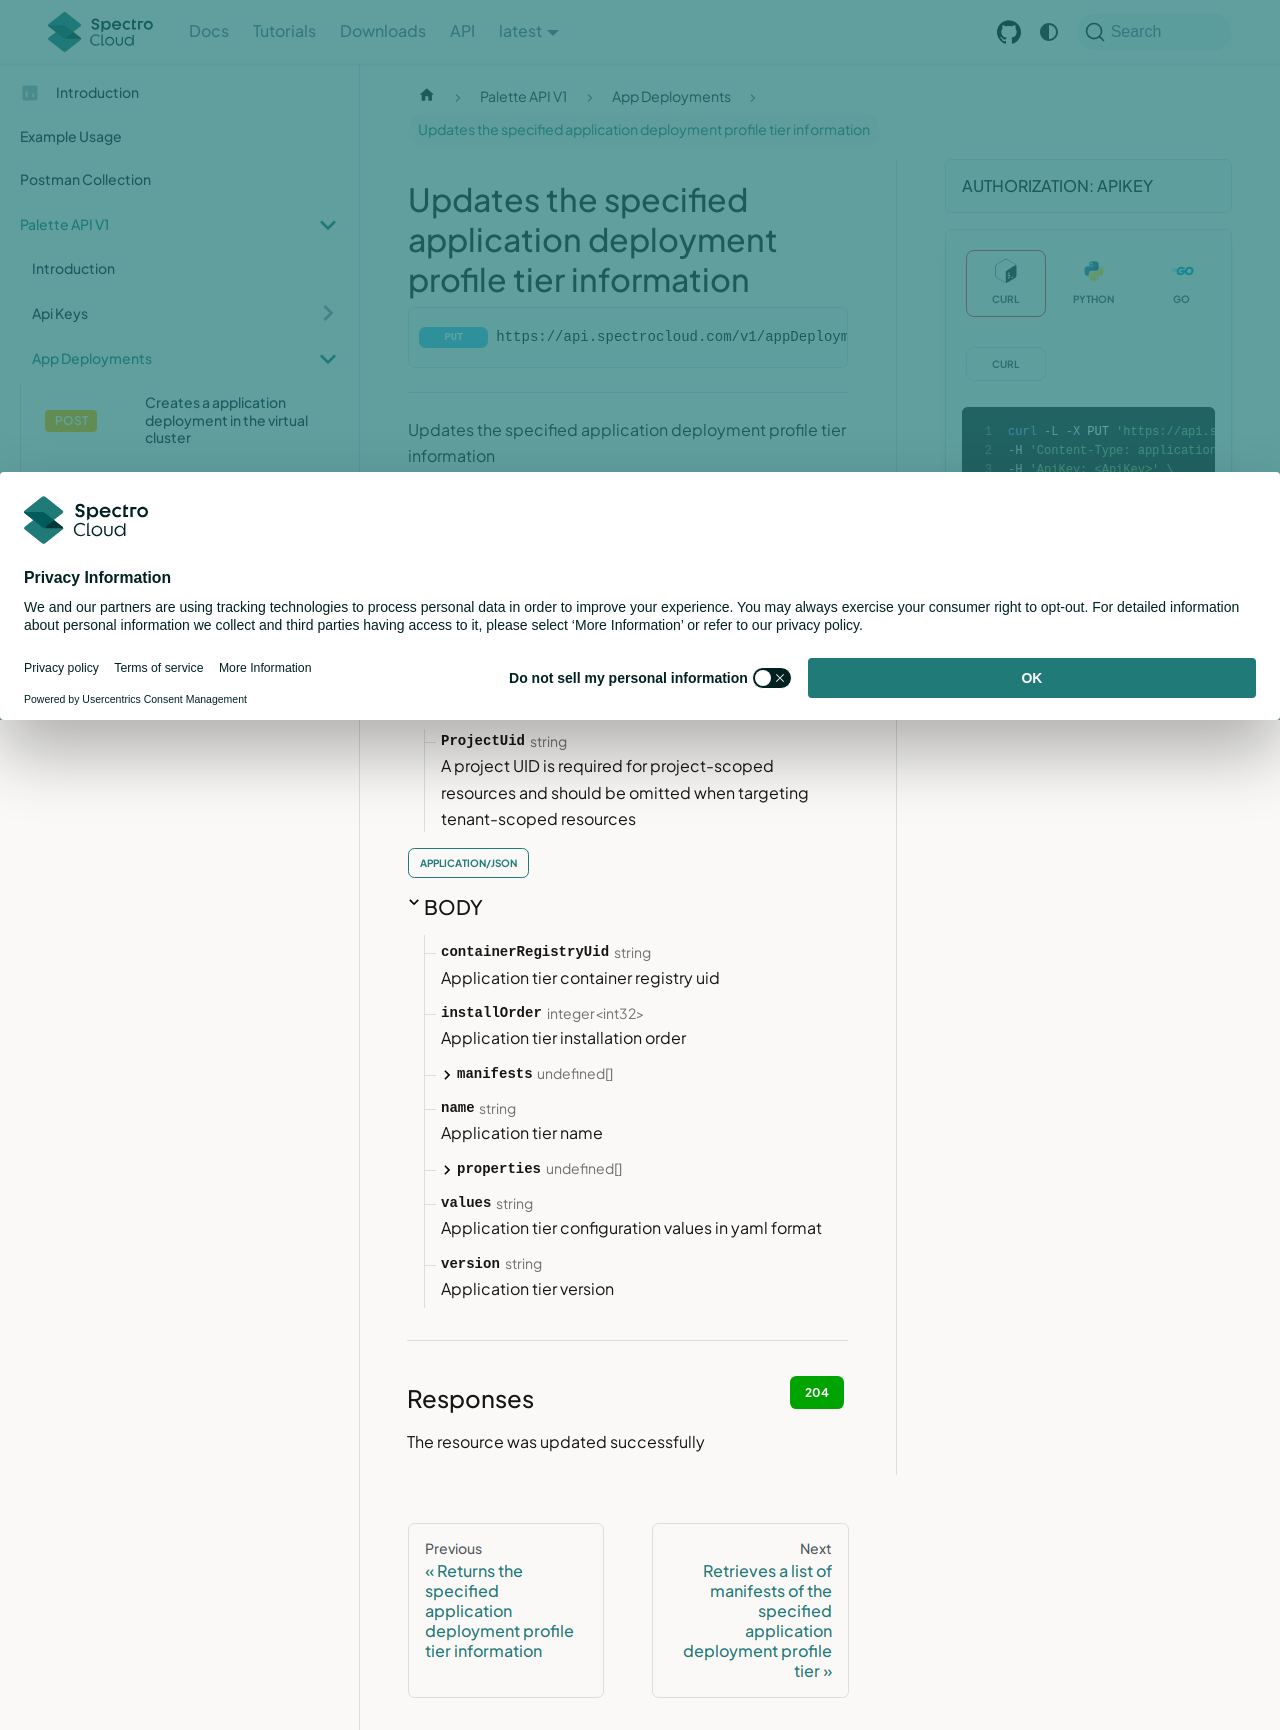 Spectro Cloud
Docs
Tutorials
Downloads
API
latest
Search
Introduction
Example Usage
Postman Collection
Palette API V1
Introduction
Api Keys
App Deployments
POST
Creates a application
deployment in the virtual
cluster
Palette API V1
App Deployments
Updates the specified application deployment profile tier information
Updates the specified
application deployment
profile tier information
PUT
https://api.spectrocloud.com/v1/appDeploym
Updates the specified application deployment profile tier
information
AUTHORIZATION: APIKEY
CURL
PYTHON
GO
CURL
1 curl -L -X PUT 'https://api.s
2 -H 'Content-Type: application
3 -H 'ApiKey: <ApiKey>' \
Spectro
Cloud
Privacy Information
We and our partners are using tracking technologies to process personal data in order to improve your experience. You may always exercise your consumer right to opt-out. For detailed information
about personal information we collect and third parties having access to it, please select ‘More Information’ or refer to our privacy policy.
Privacy policy
Terms of service
More Information
Powered by Usercentrics Consent Management
Do not sell my personal information
OK
ProjectUid string
A project UID is required for project-scoped
resources and should be omitted when targeting
tenant-scoped resources
APPLICATION/JSON
BODY
containerRegistryUid string
Application tier container registry uid
installOrder integer<int32>
Application tier installation order
manifests undefined[]
name string
Application tier name
properties undefined[]
values string
Application tier configuration values in yaml format
version string
Application tier version
Responses
204
The resource was updated successfully
Previous
« Returns the
specified
application
deployment profile
tier information
Next
Retrieves a list of
manifests of the
specified
application
deployment profile
tier »